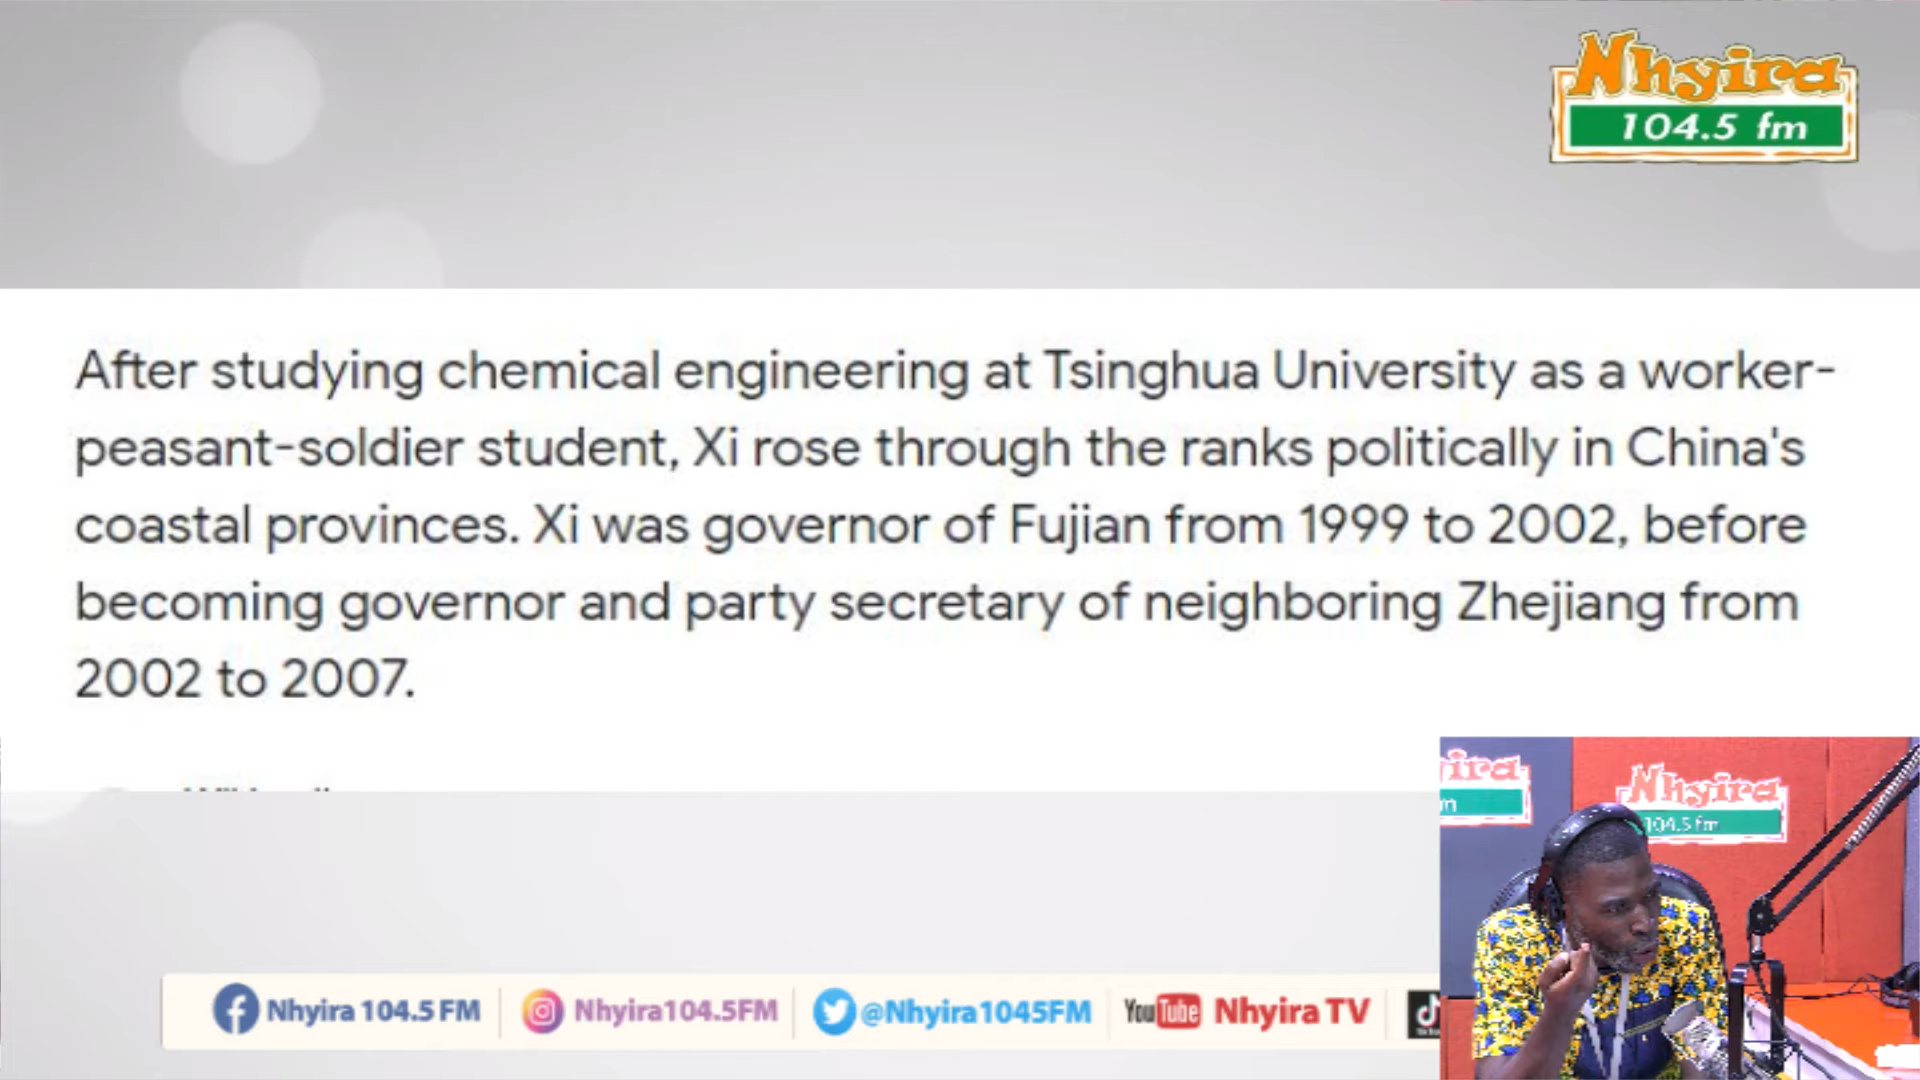 Nhyira
104.5 fm
After studying chemical engineering at Tsinghua University as a worker-
peasant-soldier student, Xi rose through the ranks politically in China's
coastal provinces. Xi was governor of Fujian from 1999 to 2002, before
becoming governor and party secretary of neighboring Zhejiang from
2002 to 2007.
ira
m
Nhyira
104.5 fm
Nhyira 104.5 FM
Nhyira104.5FM
@Nhyira1045FM
YouTube Nhyira TV